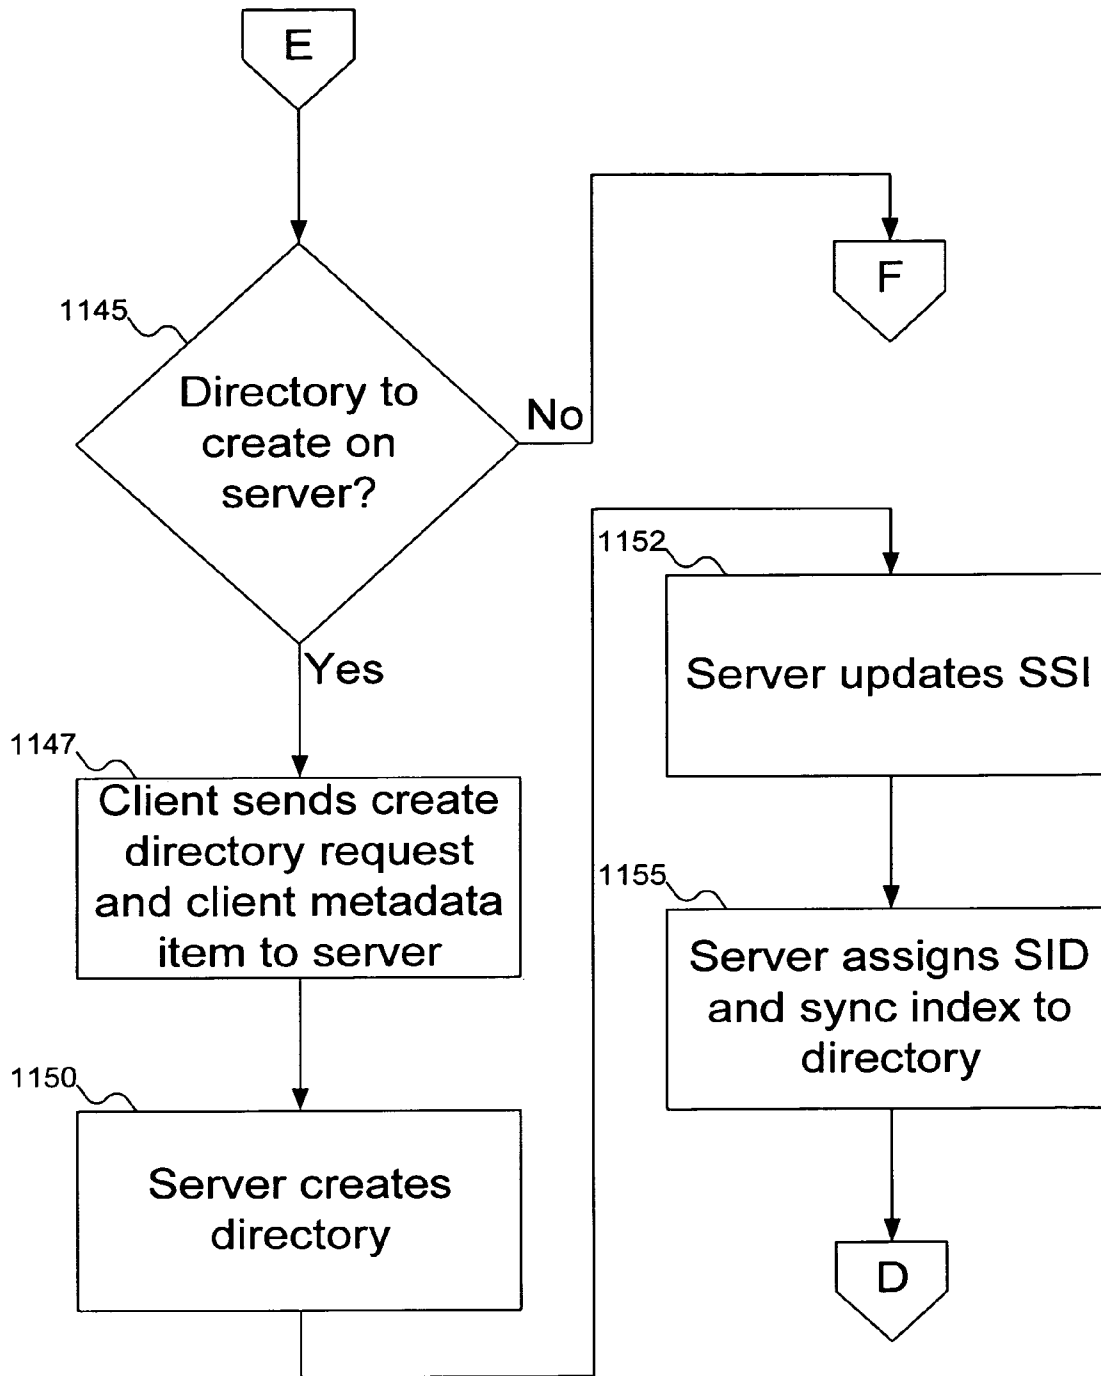 E
1145
Directory to
create on
server?
No
F
Yes
1147
Client sends create
directory request
and client metadata
item to server
1150
Server creates
directory
1152
Server updates SSI
1155
Server assigns SID
and sync index to
directory
D